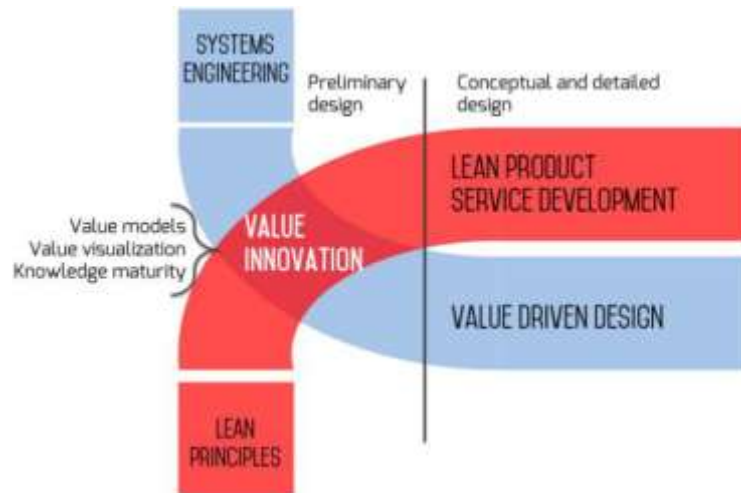 SYSTEMS
ENGINEERING
Preliminary
design
Conceptual and detailed
design
LEAN PRODUCT
SERVICE DEVELOPMENT
Value models
Value visualization
Knowledge maturity
VALUE
INNOVATION
VALUE DRIVEN DESIGN
LEAN
PRINCIPLES